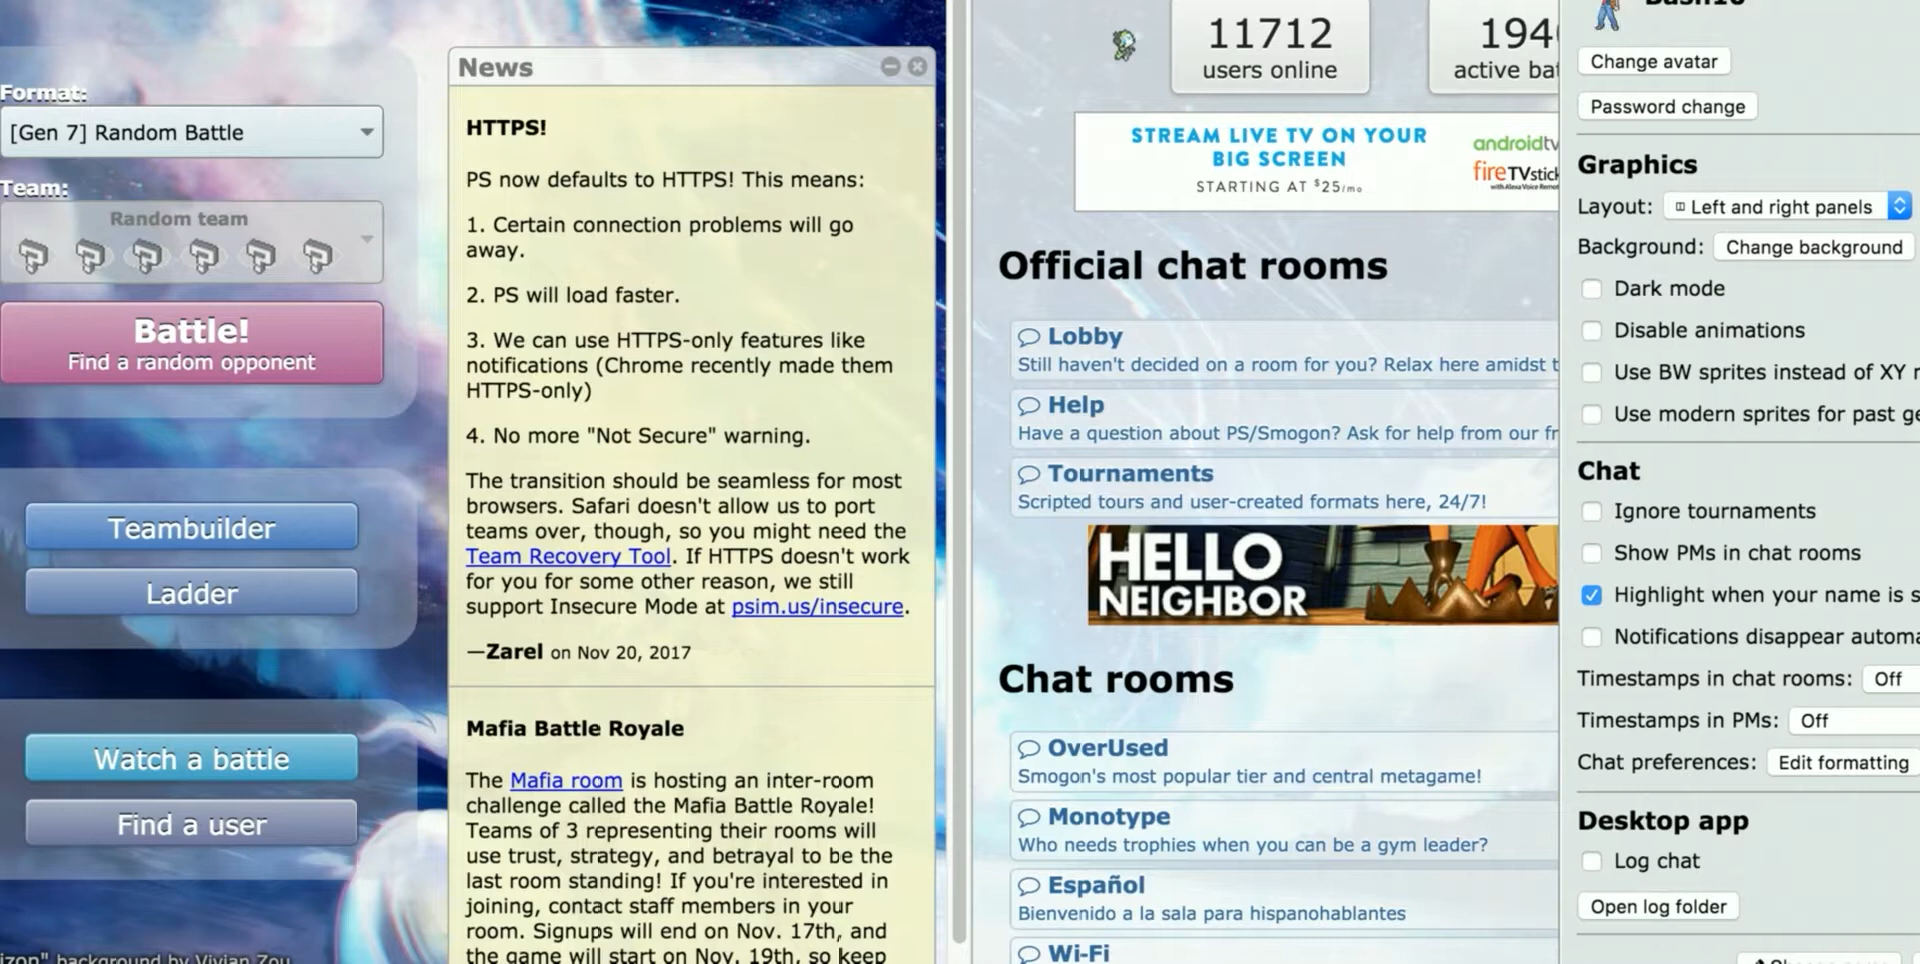 Format:
[Gen 7] Random Battle
Team:
Random team
Battle!
Find a random opponent
Teambuilder
Ladder
Watch a battle
Find a user
background by Vivian Zou
News
HTTPS!
PS now defaults to HTTPS! This means:
1. Certain connection problems will go
away.
2. PS will load faster.
3. We can use HTTPS-only features like
notifications (Chrome recently made them
HTTPS-only)
4. No more "Not Secure" warning.
The transition should be seamless for most
browsers. Safari doesn't allow us to port
teams over, though, so you might need the
Team Recovery Tool. If HTTPS doesn't work
for you for some other reason, we still
support Insecure Mode at psim.us/insecure.
—Zarel on Nov 20, 2017
Mafia Battle Royale
The Mafia room is hosting an inter-room
challenge called the Mafia Battle Royale!
Teams of 3 representing their rooms will
use trust, strategy, and betrayal to be the
last room standing! If you're interested in
joining, contact staff members in your
room. Signups will end on Nov. 17th, and
the game will start on Nov. 19th, so keep
11712
users online
194
active bat
STREAM LIVE TV ON YOUR
BIG SCREEN
STARTING AT $25/mo
androidtv
fireTVstick
with Alexa Voice Remote
Official chat rooms
Lobby
Still haven't decided on a room for you? Relax here amidst t
Help
Have a question about PS/Smogon? Ask for help from our fr
Tournaments
Scripted tours and user-created formats here, 24/7!
HELLO
NEIGHBOR
Chat rooms
OverUsed
Smogon's most popular tier and central metagame!
Monotype
Who needs trophies when you can be a gym leader?
Español
Bienvenido a la sala para hispanohablantes
Wi-Fi
Change avatar
Password change
Graphics
Layout: Left and right panels
Background: Change background
Dark mode
Disable animations
Use BW sprites instead of XY
Use modern sprites for past ge
Chat
Ignore tournaments
Show PMs in chat rooms
Highlight when your name is s
Notifications disappear automa
Timestamps in chat rooms: Off
Timestamps in PMs: Off
Chat preferences: Edit formatting
Desktop app
Log chat
Open log folder